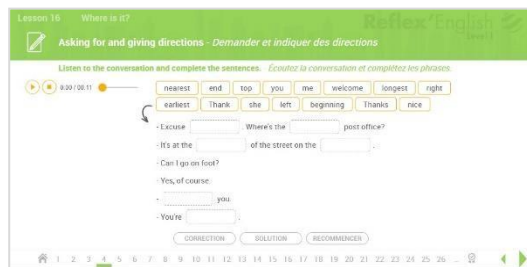 Lesson 16 Where is it?
Reflex'English
Level 1
Asking for and giving directions - Demander et indiquer des directions
Listen to the conversation and complete the sentences. Écoutez la conversation et complétez les phrases.
0:00 / 00:11
nearest end top you me welcome longest right
earliest Thank she left beginning Thanks nice
- Excuse . Where's the post office?
- It's at the of the street on the .
- Can I go on foot?
- Yes, of course.
- you.
- You're .
CORRECTION SOLUTION RECOMMENCER
1 2 3 4 5 6 7 8 9 10 11 12 13 14 15 16 17 18 19 20 21 22 23 24 25 26 ...